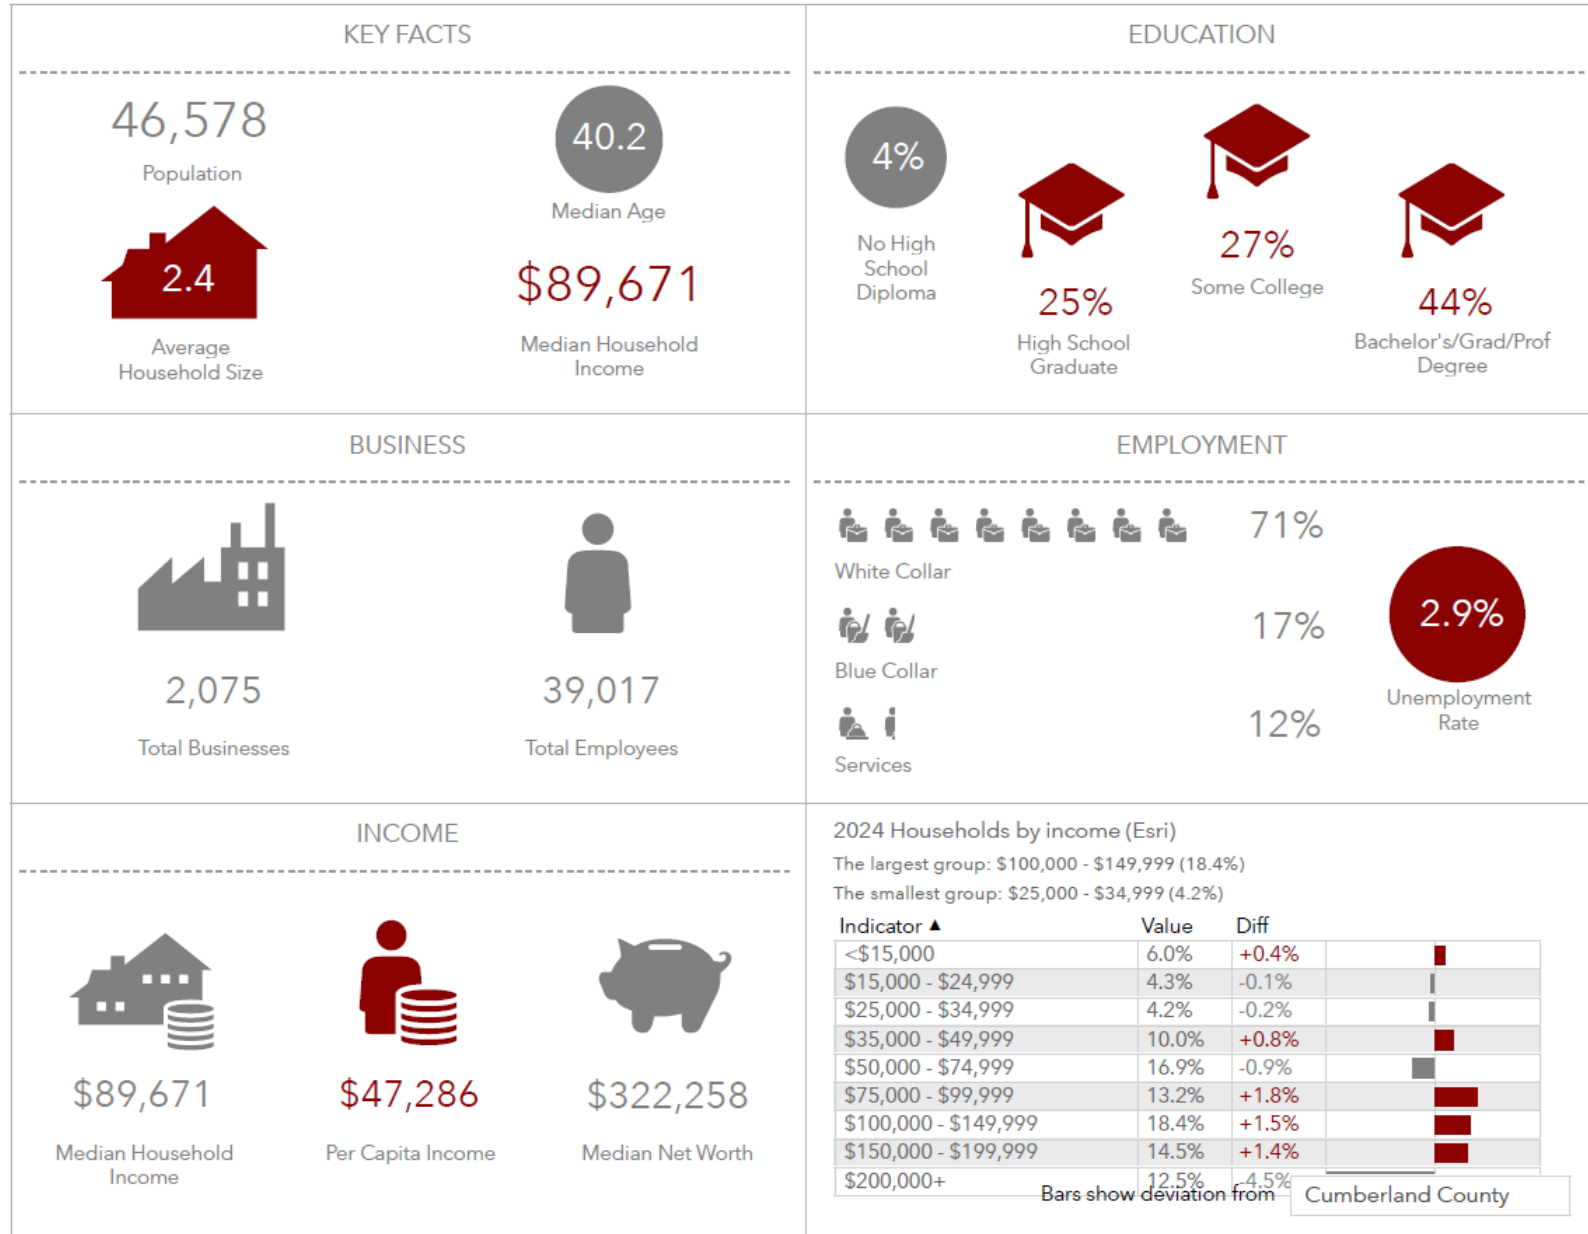 KEY FACTS
46,578
Population
40.2
Median Age
2.4
Average
Household Size
$89,671
Median Household
Income
EDUCATION
4%
No High
School
Diploma
25%
High School
Graduate
27%
Some College
44%
Bachelor's/Grad/Prof
Degree
BUSINESS
2,075
Total Businesses
39,017
Total Employees
EMPLOYMENT
71%
White Collar
17%
Blue Collar
12%
Services
2.9%
Unemployment
Rate
INCOME
$89,671
Median Household
Income
$47,286
Per Capita Income
$322,258
Median Net Worth
2024 Households by income (Esri)
The largest group: $100,000 - $149,999 (18.4%)
The smallest group: $25,000 - $34,999 (4.2%)
Indicator ▲ Value Diff
<$15,000 6.0% +0.4%
$15,000 - $24,999 4.3% -0.1%
$25,000 - $34,999 4.2% -0.2%
$35,000 - $49,999 10.0% +0.8%
$50,000 - $74,999 16.9% -0.9%
$75,000 - $99,999 13.2% +1.8%
$100,000 - $149,999 18.4% +1.5%
$150,000 - $199,999 14.5% +1.4%
$200,000+ 12.5% -4.5%
Bars show deviation from Cumberland County